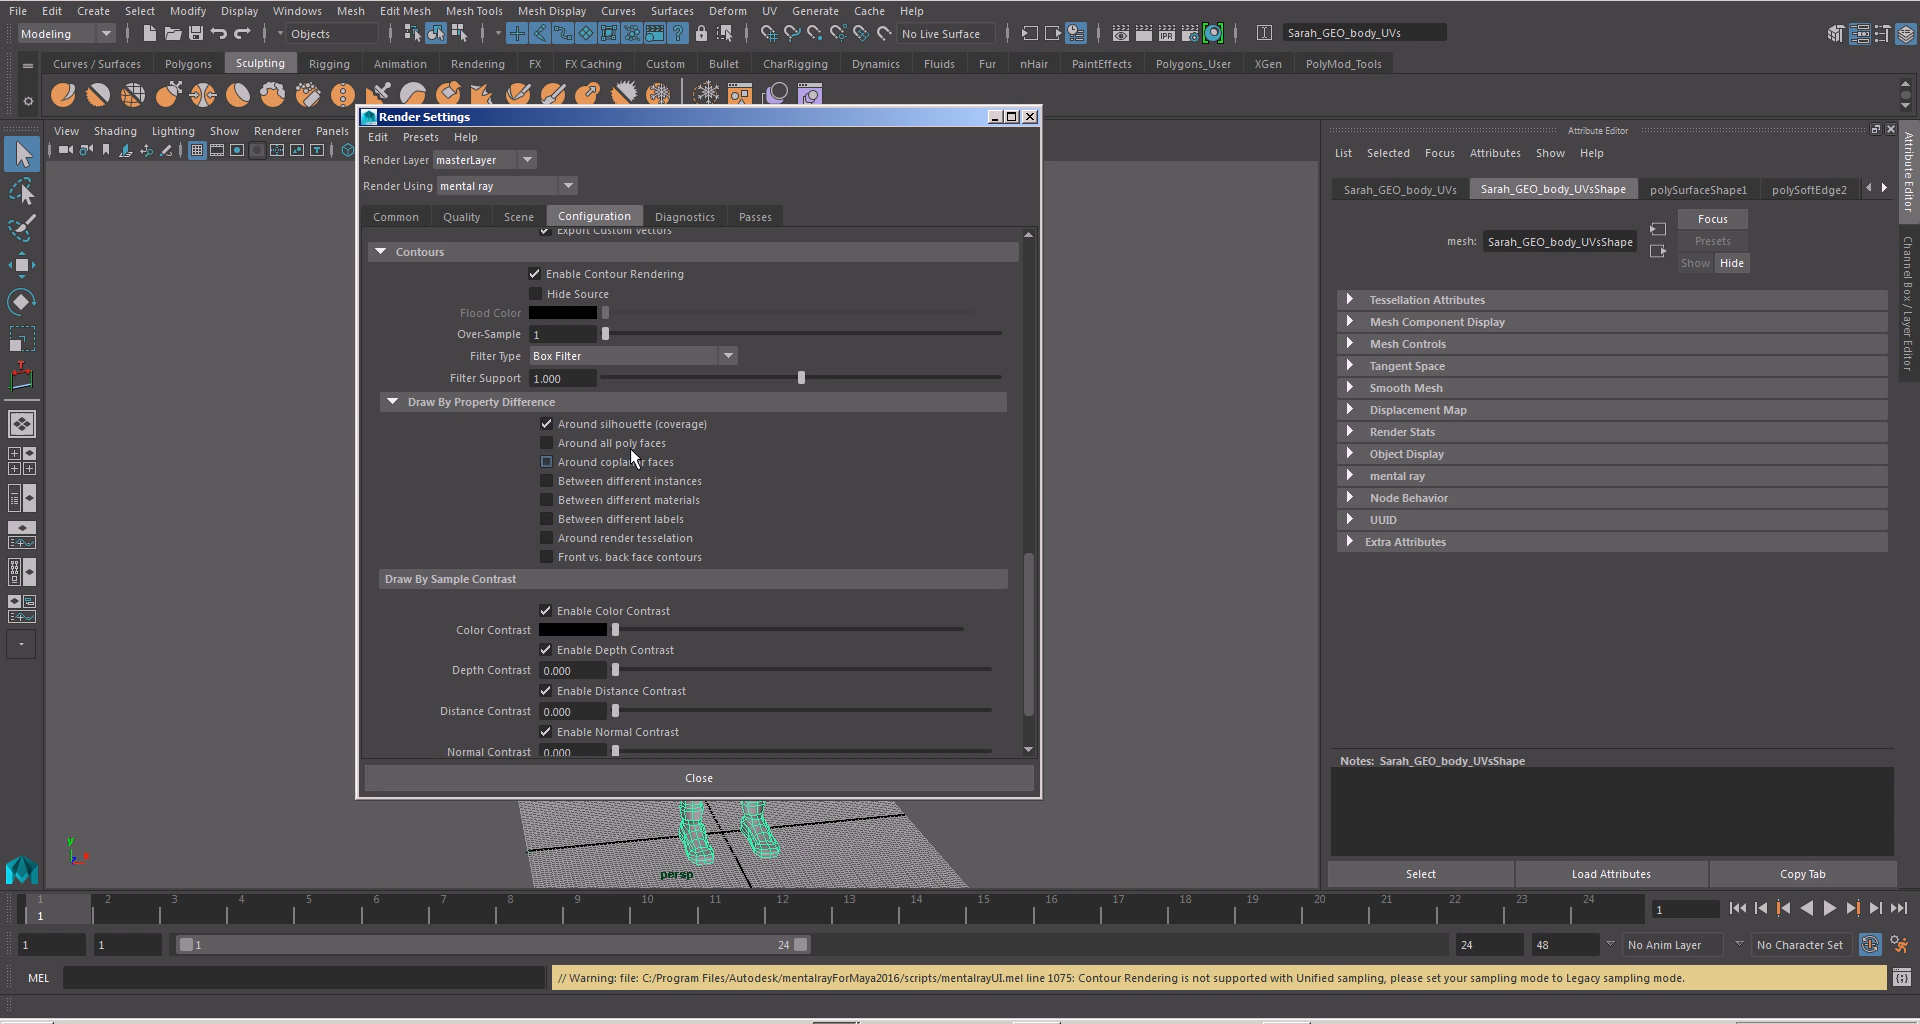 File Edit Create Select Modify Display Windows Mesh Edit Mesh Mesh Tools Mesh Display Curves Surfaces Deform UV Generate Cache Help
Modeling Objects No Live Surface Sarah_GEO_body_UVs
Curves / Surfaces Polygons Sculpting Rigging Animation Rendering FX FX Caching Custom Bullet CharRigging Dynamics Fluids Fur nHair PaintEffects Polygons_User XGen PolyMod_Tools
View Shading Lighting Show Renderer Panels
Render Settings
Edit Presets Help
Render Layer masterLayer
Render Using mental ray
Common Quality Scene Configuration Diagnostics Passes
Export Custom Vectors
Contours
Enable Contour Rendering
Hide Source
Flood Color
Over-Sample 1
Filter Type Box Filter
Filter Support 1.000
Draw By Property Difference
Around silhouette (coverage)
Around all poly faces
Around coplanar faces
Between different instances
Between different materials
Between different labels
Around render tesselation
Front vs. back face contours
Draw By Sample Contrast
Enable Color Contrast
Color Contrast
Enable Depth Contrast
Depth Contrast 0.000
Enable Distance Contrast
Distance Contrast 0.000
Enable Normal Contrast
Normal Contrast 0.000
Close
Attribute Editor
List Selected Focus Attributes Show Help
Sarah_GEO_body_UVs Sarah_GEO_body_UVsShape polySurfaceShape1 polySoftEdge2
Focus
mesh: Sarah_GEO_body_UVsShape Presets
Show Hide
Tessellation Attributes
Mesh Component Display
Mesh Controls
Tangent Space
Smooth Mesh
Displacement Map
Render Stats
Object Display
mental ray
Node Behavior
UUID
Extra Attributes
Notes: Sarah_GEO_body_UVsShape
Select Load Attributes Copy Tab
Attribute Editor
Channel Box / Layer Editor
IPR
T
y
z x
persp
1 2 3 4 5 6 7 8 9 10 11 12 13 14 15 16 17 18 19 20 21 22 23 24
1 1
1 1 1 24 24 48 No Anim Layer No Character Set
MEL // Warning: file: C:/Program Files/Autodesk/mentalrayForMaya2016/scripts/mentalrayUI.mel line 1075: Contour Rendering is not supported with Unified sampling, please set your sampling mode to Legacy sampling mode.